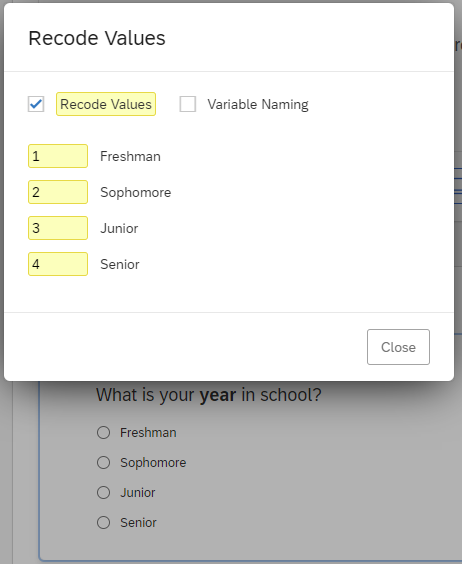 Recode Values
Recode Values Variable Naming
1 Freshman
2 Sophomore
3 Junior
4 Senior
Close
What is your year in school?
Freshman
Sophomore
Junior
Senior